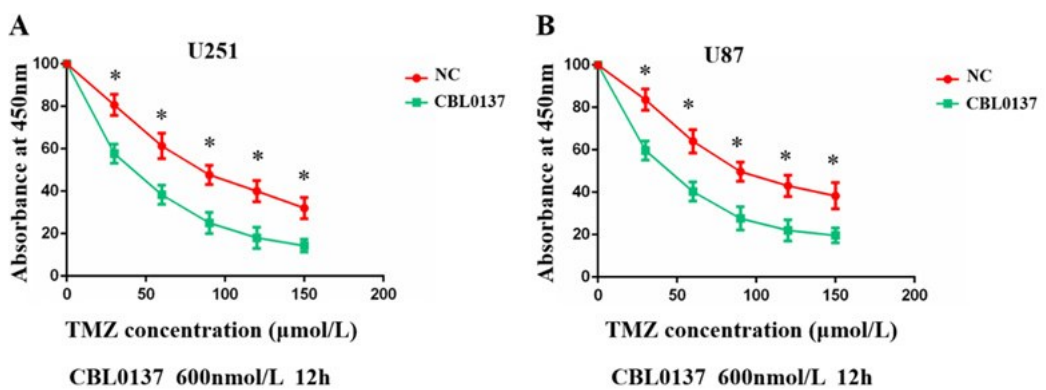 A
U251
Absorbance at 450nm
100
80
60
40
20
0
*
*
*
*
*
NC
CBL0137
0
50
100
150
200
TMZ concentration (μmol/L)
CBL0137 600nmol/L 12h
B
U87
Absorbance at 450nm
100
80
60
40
20
0
*
*
*
*
*
NC
CBL0137
0
50
100
150
200
TMZ concentration (μmol/L)
CBL0137 600nmol/L 12h